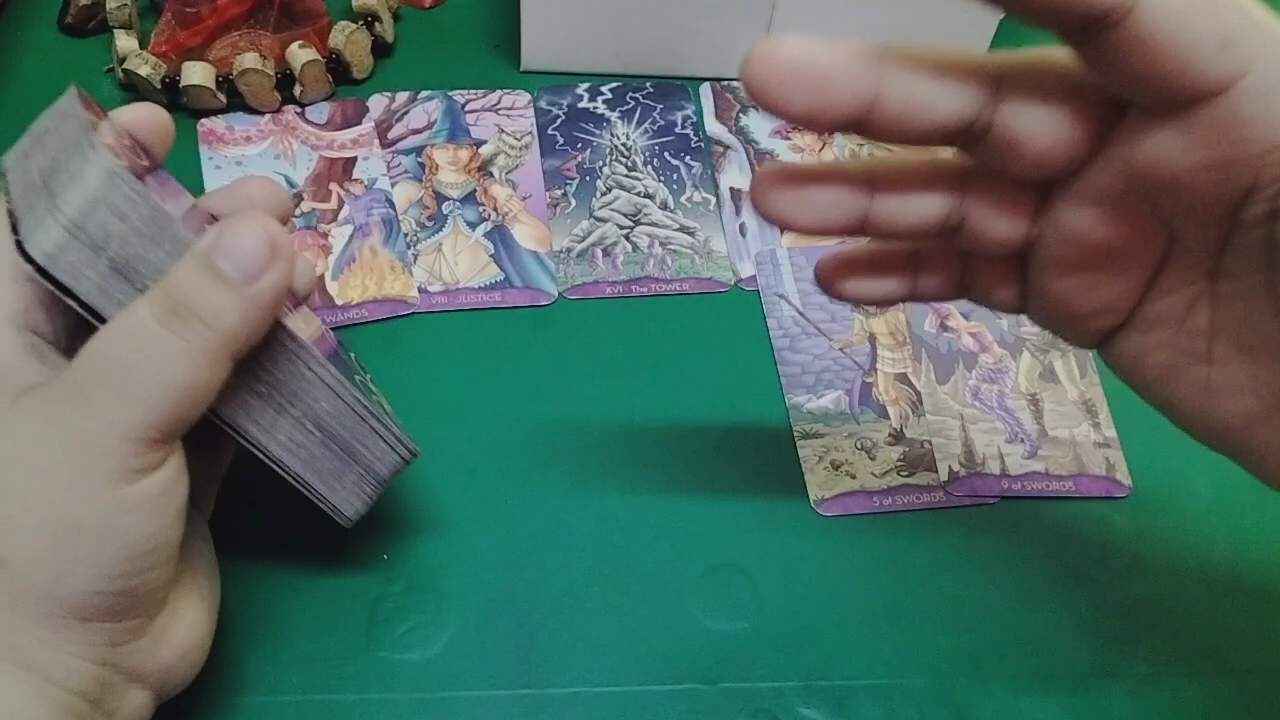 WANDS
VIII - JUSTICE
XVI - The TOWER
5 of SWORDS
9 of SWORDS